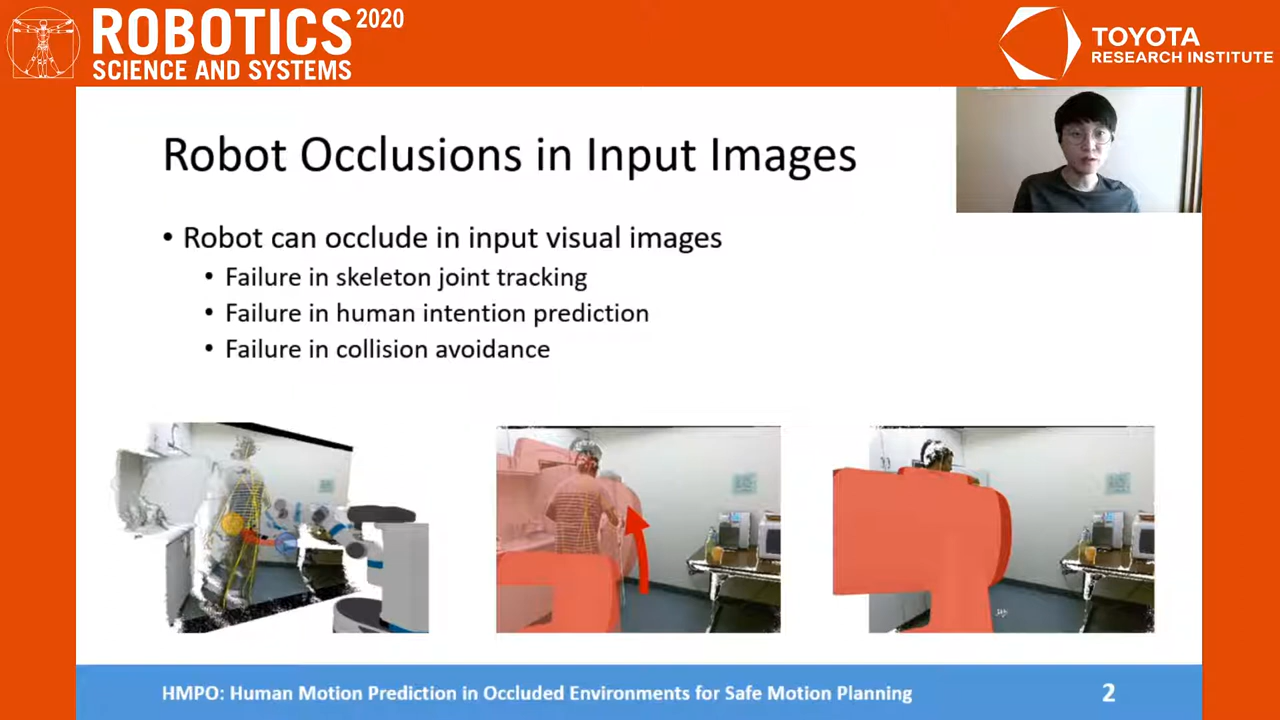 ROBOTICS 2020
SCIENCE AND SYSTEMS
TOYOTA
RESEARCH INSTITUTE
Robot Occlusions in Input Images
• Robot can occlude in input visual images
• Failure in skeleton joint tracking
• Failure in human intention prediction
• Failure in collision avoidance
HMPO: Human Motion Prediction in Occluded Environments for Safe Motion Planning
2